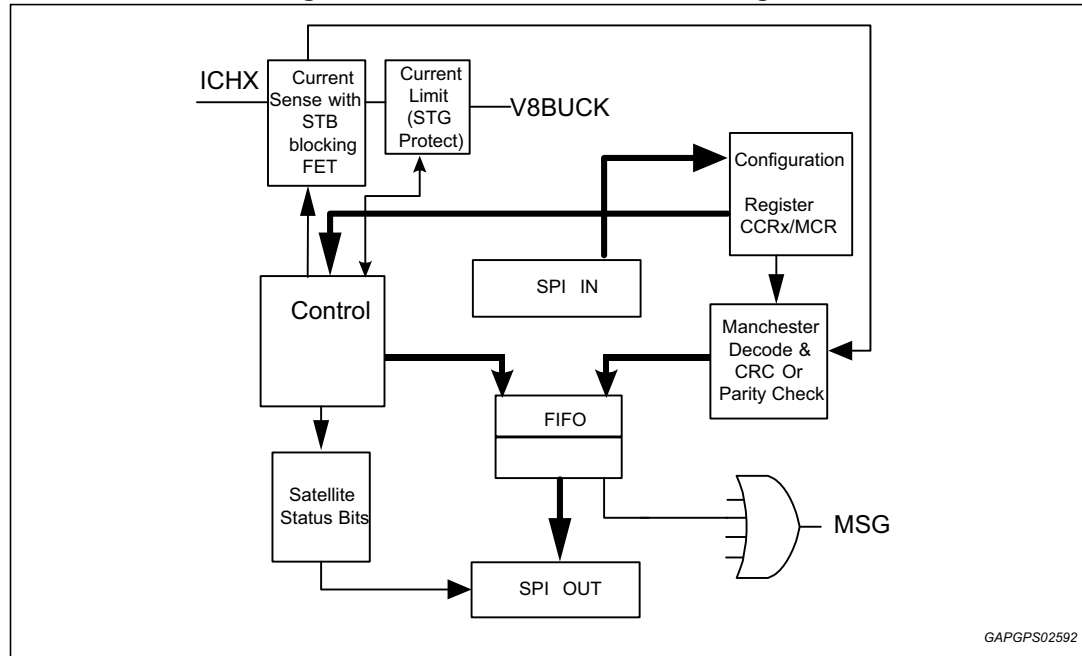 ICHX
Current
Sense with
STB
blocking
FET
Current
Limit
(STG
Protect)
V8BUCK
Configuration
Register
CCRx/MCR
SPI IN
Control
Manchester
Decode &
CRC Or
Parity Check
FIFO
Satellite
Status Bits
MSG
SPI OUT
GAPGPS02592